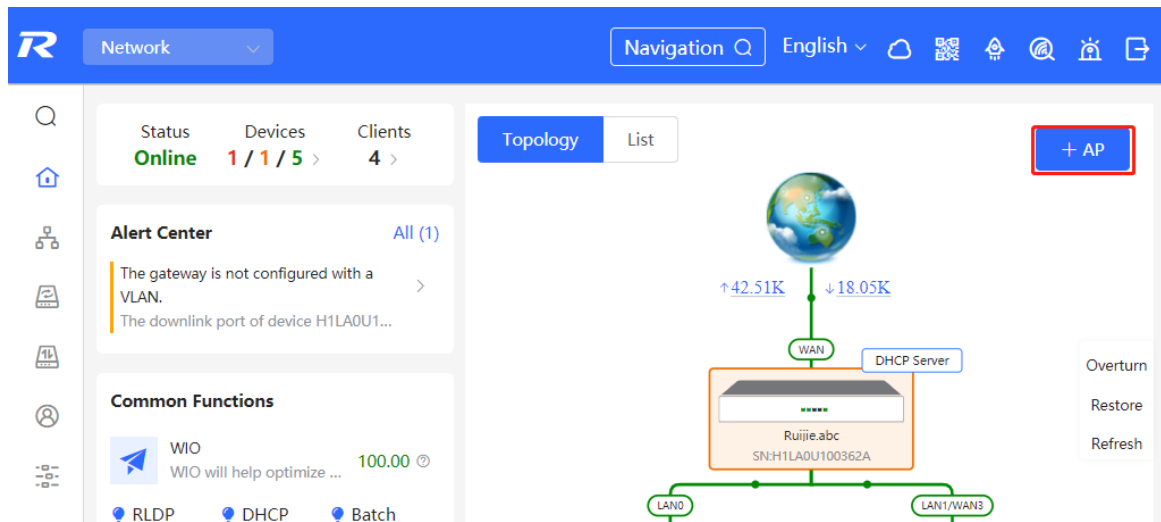 R
Network
Navigation
English
Status Devices Clients
Online 1 / 1 / 5 > 4 >
Topology List
+ AP
Alert Center All (1)
The gateway is not configured with a
VLAN.
The downlink port of device H1LA0U1...
↑42.51K ↓18.05K
WAN
DHCP Server
Ruijie.abc
SN:H1LA0U100362A
LAN0 LAN1/WAN3
Overturn
Restore
Refresh
Common Functions
WIO
WIO will help optimize ... 100.00
RLDP DHCP Batch